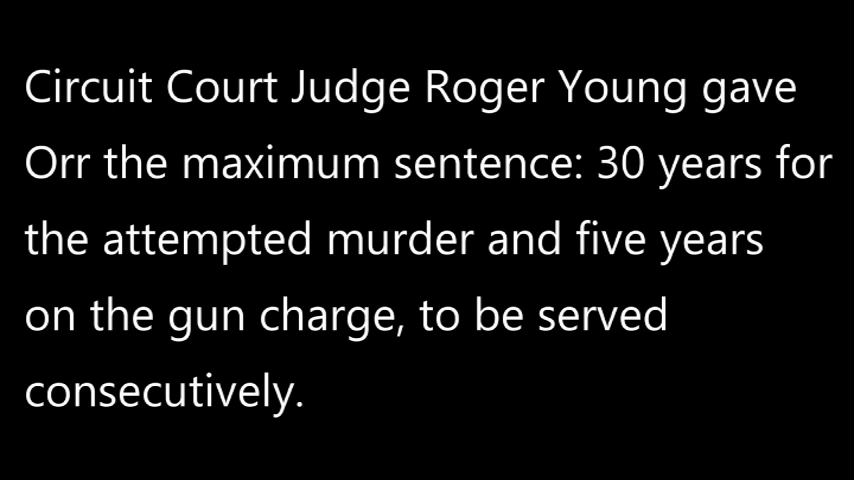 Circuit Court Judge Roger Young gave
Orr the maximum sentence: 30 years for
the attempted murder and five years
on the gun charge, to be served
consecutively.